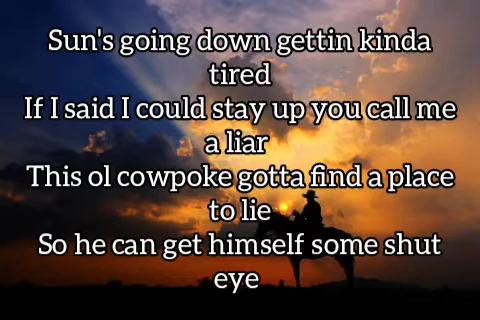 Sun's going down gettin kinda
tired
If I said I could stay up you call me
a liar
This ol cowpoke gotta find a place
to lie
So he can get himself some shut
eye